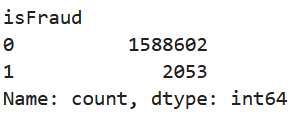 isFraud
0 1588602
1 2053
Name: count, dtype: int64